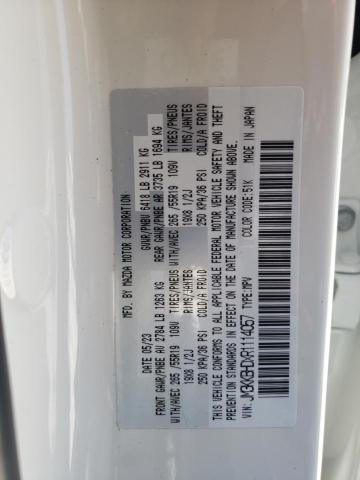 MFD. BY MAZDA MOTOR CORPORATION
DATE 05/23 GVWR/PNBV 6418 LB 2911 KG
FRONT GAWR/PNBE AV 2784 LB 1263 KG REAR GAWR/PNBE AR 3735 LB 1694 KG
WITH/AVEC 265 /55R19 109V TIRES/PNEUS WITH/AVEC 265 /55R19 109V TIRES/PNEUS
19X8 1/2J RIMS/JANTES 19X8 1/2J RIMS/JANTES
250 KPA/36 PSI COLD/A FROID 250 KPA/36 PSI COLD/A FROID
THIS VEHICLE CONFORMS TO ALL APPLICABLE FEDERAL MOTOR VEHICLE SAFETY AND THEFT
PREVENTION STANDARDS IN EFFECT ON THE DATE OF MANUFACTURE SHOWN ABOVE.
VIN: TYPE:MPV COLOR CODE:51K MADE IN JAPAN